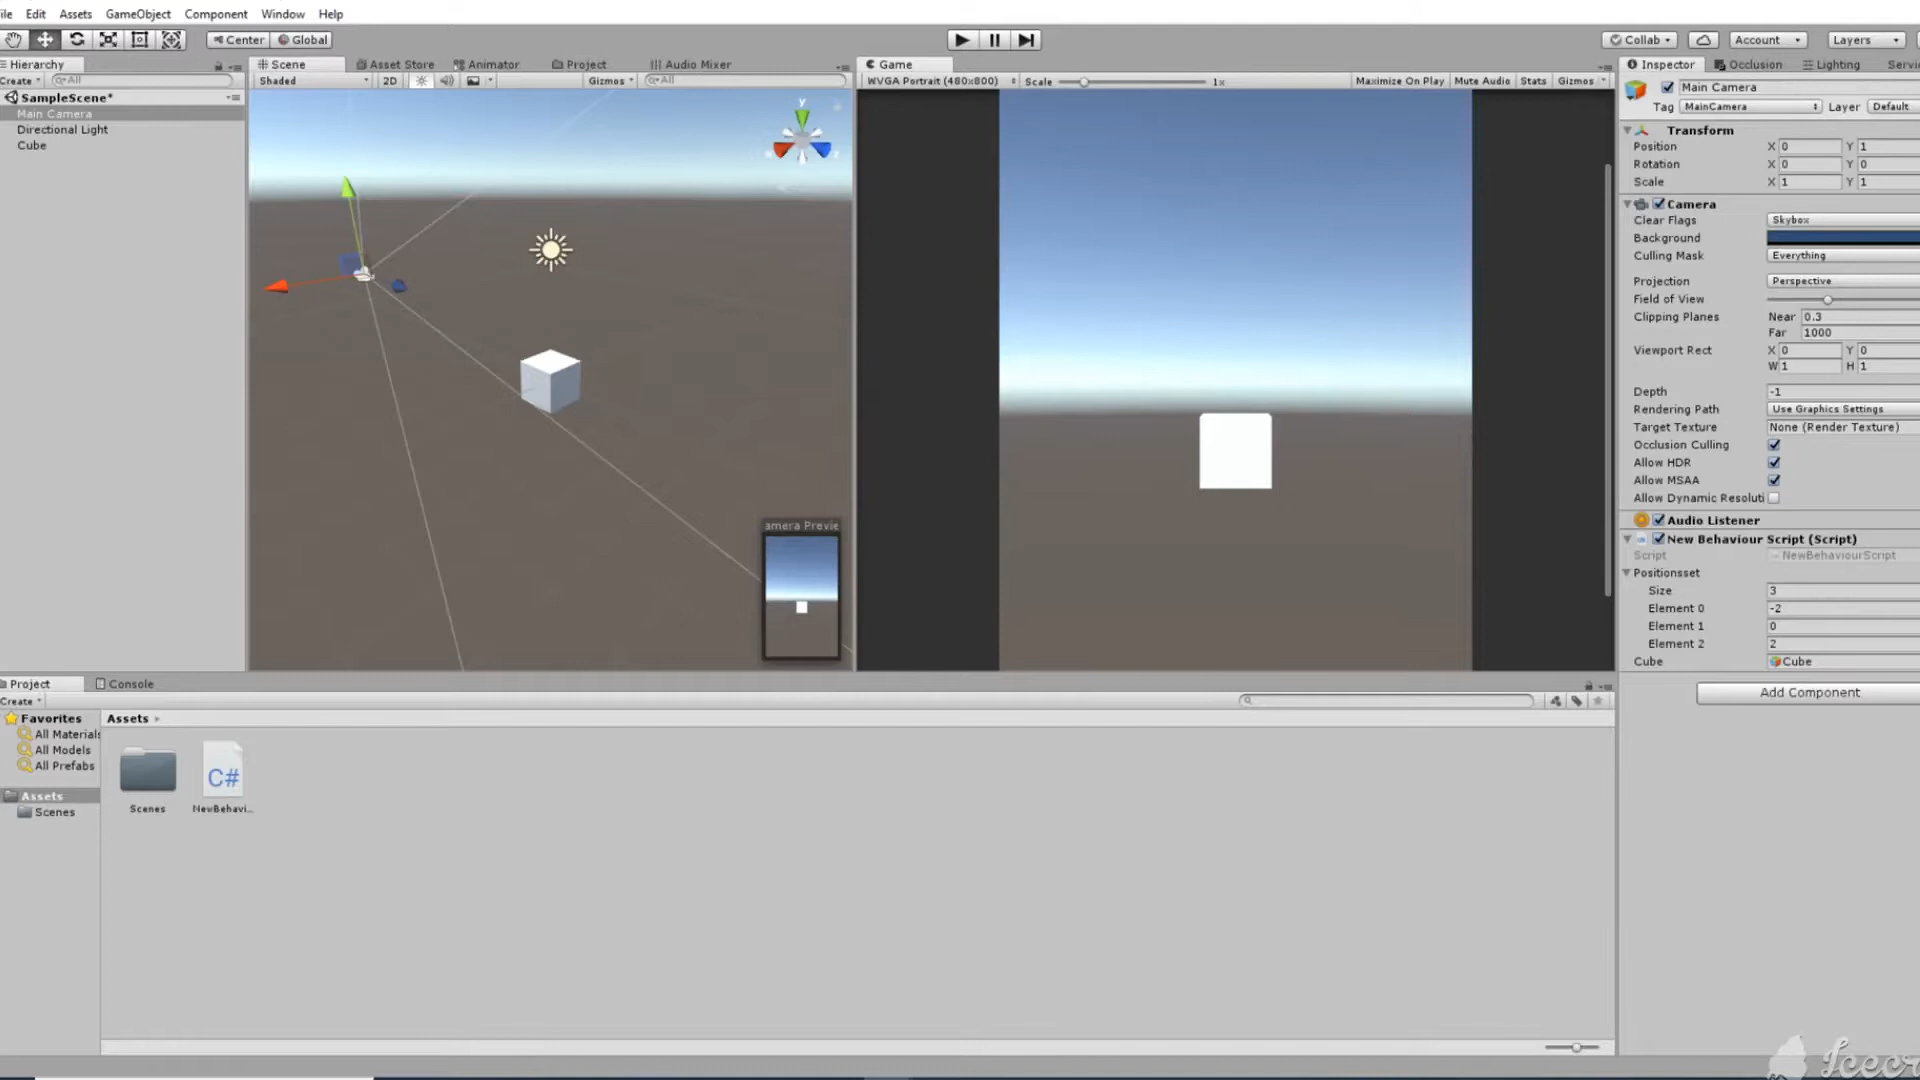 ile Edit Assets GameObject Component Window Help
Center Global Collab Account Layers
Hierarchy Scene Asset Store Animator Project Audio Mixer Game Inspector Occlusion Lighting Servi
Create All Shaded 2D Gizmos All WVGA Portrait (480x800) Scale 1x Maximize On Play Mute Audio Stats Gizmos
SampleScene*
Main Camera
Directional Light
Cube
y
amera Previe
Main Camera
Tag MainCamera Layer Default
Transform
Position X 0 Y 1
Rotation X 0 Y 0
Scale X 1 Y 1
Camera
Clear Flags Skybox
Background
Culling Mask Everything
Projection Perspective
Field of View
Clipping Planes Near 0.3
Far 1000
Viewport Rect X 0 Y 0
W 1 H 1
Depth -1
Rendering Path Use Graphics Settings
Target Texture None (Render Texture)
Occlusion Culling
Allow HDR
Allow MSAA
Allow Dynamic Resoluti
Audio Listener
New Behaviour Script (Script)
Script NewBehaviourScript
Positionsset
Size 3
Element 0 -2
Element 1 0
Element 2 2
Cube Cube
Add Component
Project Console
Create
Favorites
All Materials
All Models
All Prefabs
Assets
Scenes
Assets
C#
Scenes NewBehavi...
Icecr